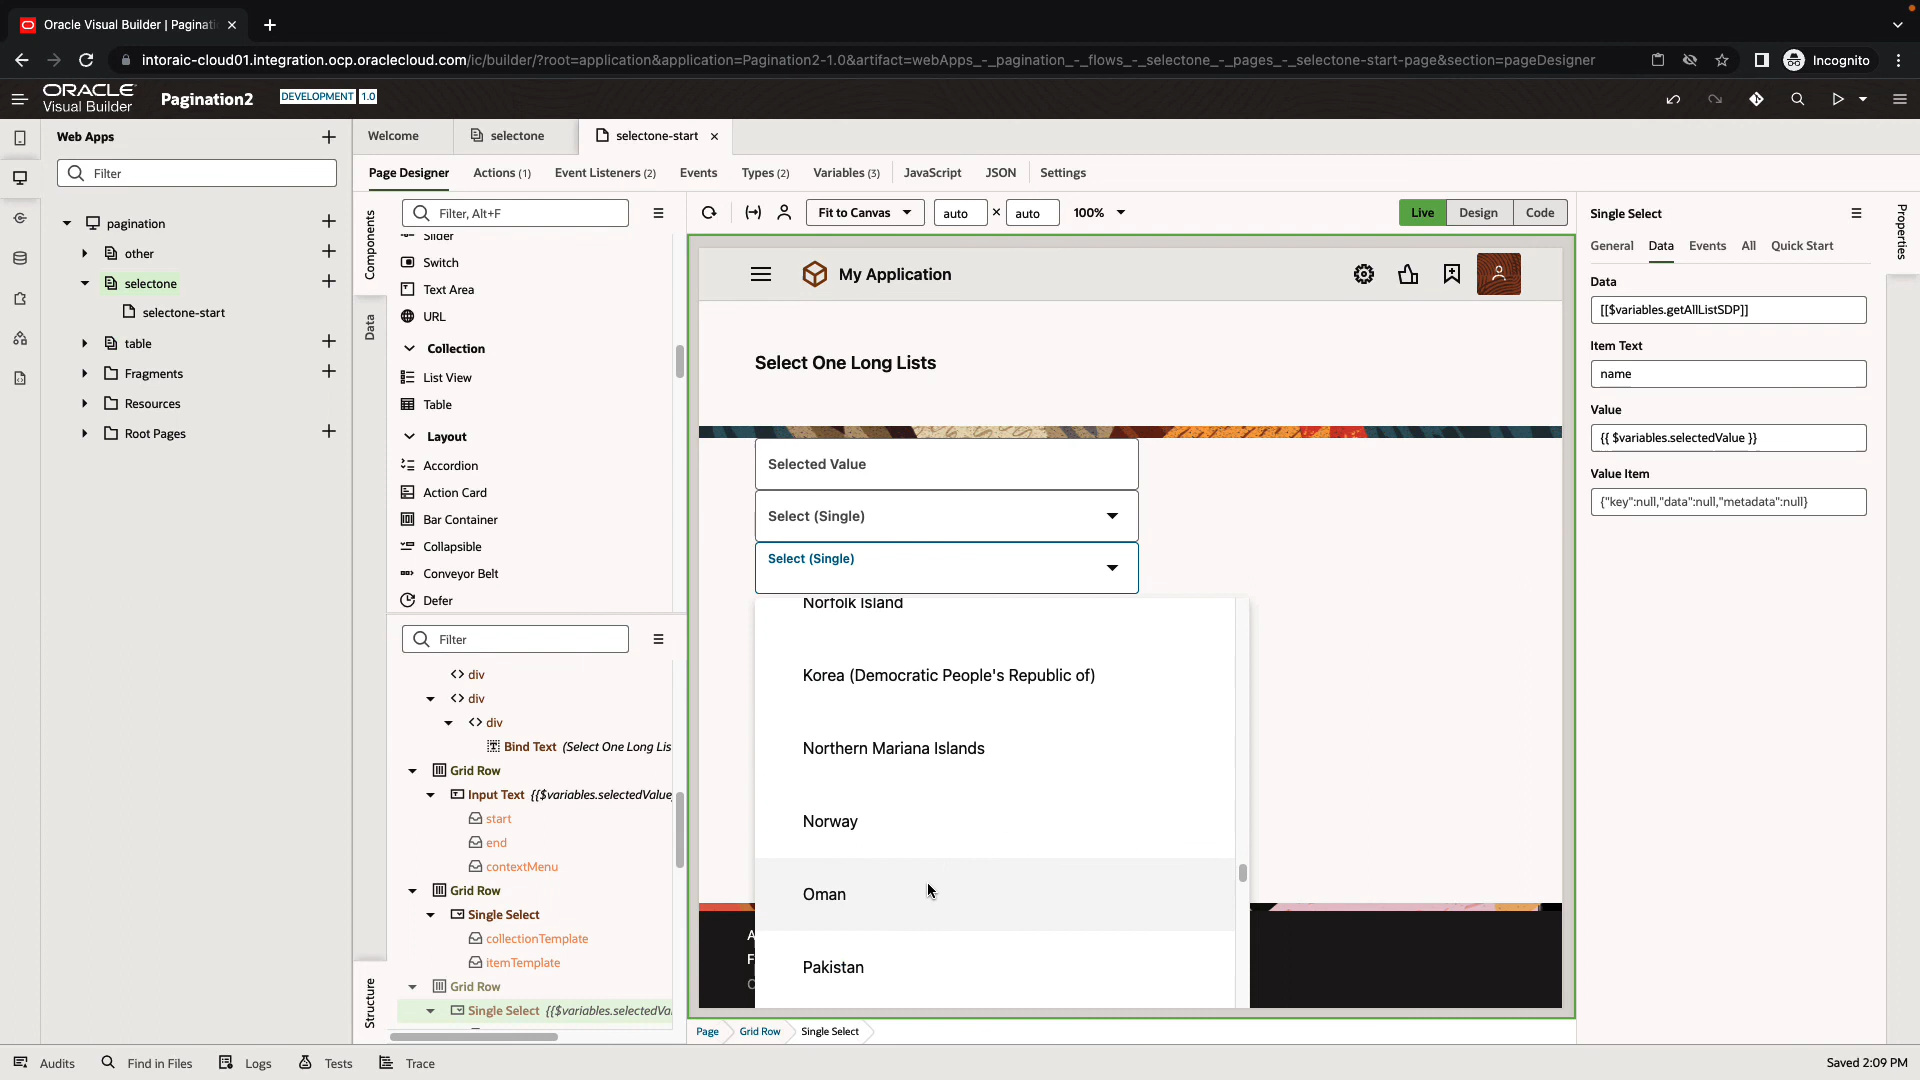 Oracle Visual Builder | Paginati
intoraic-cloud01.integration.ocp.oraclecloud.com/ic/builder/?root=application&application=Pagination2-1.0&artifact=webApps_-_pagination_-_flows_-_selectone_-_pages_-_selectone-start-page&section=pageDesigner
Incognito
ORACLE
Visual Builder
Pagination2
DEVELOPMENT 1.0
Web Apps
Filter
pagination
other
selectone
selectone-start
table
Fragments
Resources
Root Pages
Welcome
selectone
selectone-start
Page Designer
Actions (1)
Event Listeners (2)
Events
Types (2)
Variables (3)
JavaScript
JSON
Settings
Components
Data
Structure
Filter, Alt+F
Slider
Switch
Text Area
URL
Collection
List View
Table
Layout
Accordion
Action Card
Bar Container
Collapsible
Conveyor Belt
Defer
Filter
<> div
<> div
<> div
Bind Text (Select One Long Lis
Grid Row
Input Text {{$variables.selectedValue
start
end
contextMenu
Grid Row
Single Select
collectionTemplate
itemTemplate
Grid Row
Single Select {{$variables.selectedVa
Fit to Canvas
auto × auto
100%
Live
Design
Code
My Application
Select One Long Lists
Selected Value
Select (Single)
Select (Single)
Norfolk Island
Korea (Democratic People's Republic of)
Northern Mariana Islands
Norway
Oman
Pakistan
A
F
C
Page
Grid Row
Single Select
Single Select
Properties
General
Data
Events
All
Quick Start
Data
[[$variables.getAllListSDP]]
Item Text
name
Value
{{ $variables.selectedValue }}
Value Item
{"key":null,"data":null,"metadata":null}
Audits
Find in Files
Logs
Tests
Trace
Saved 2:09 PM